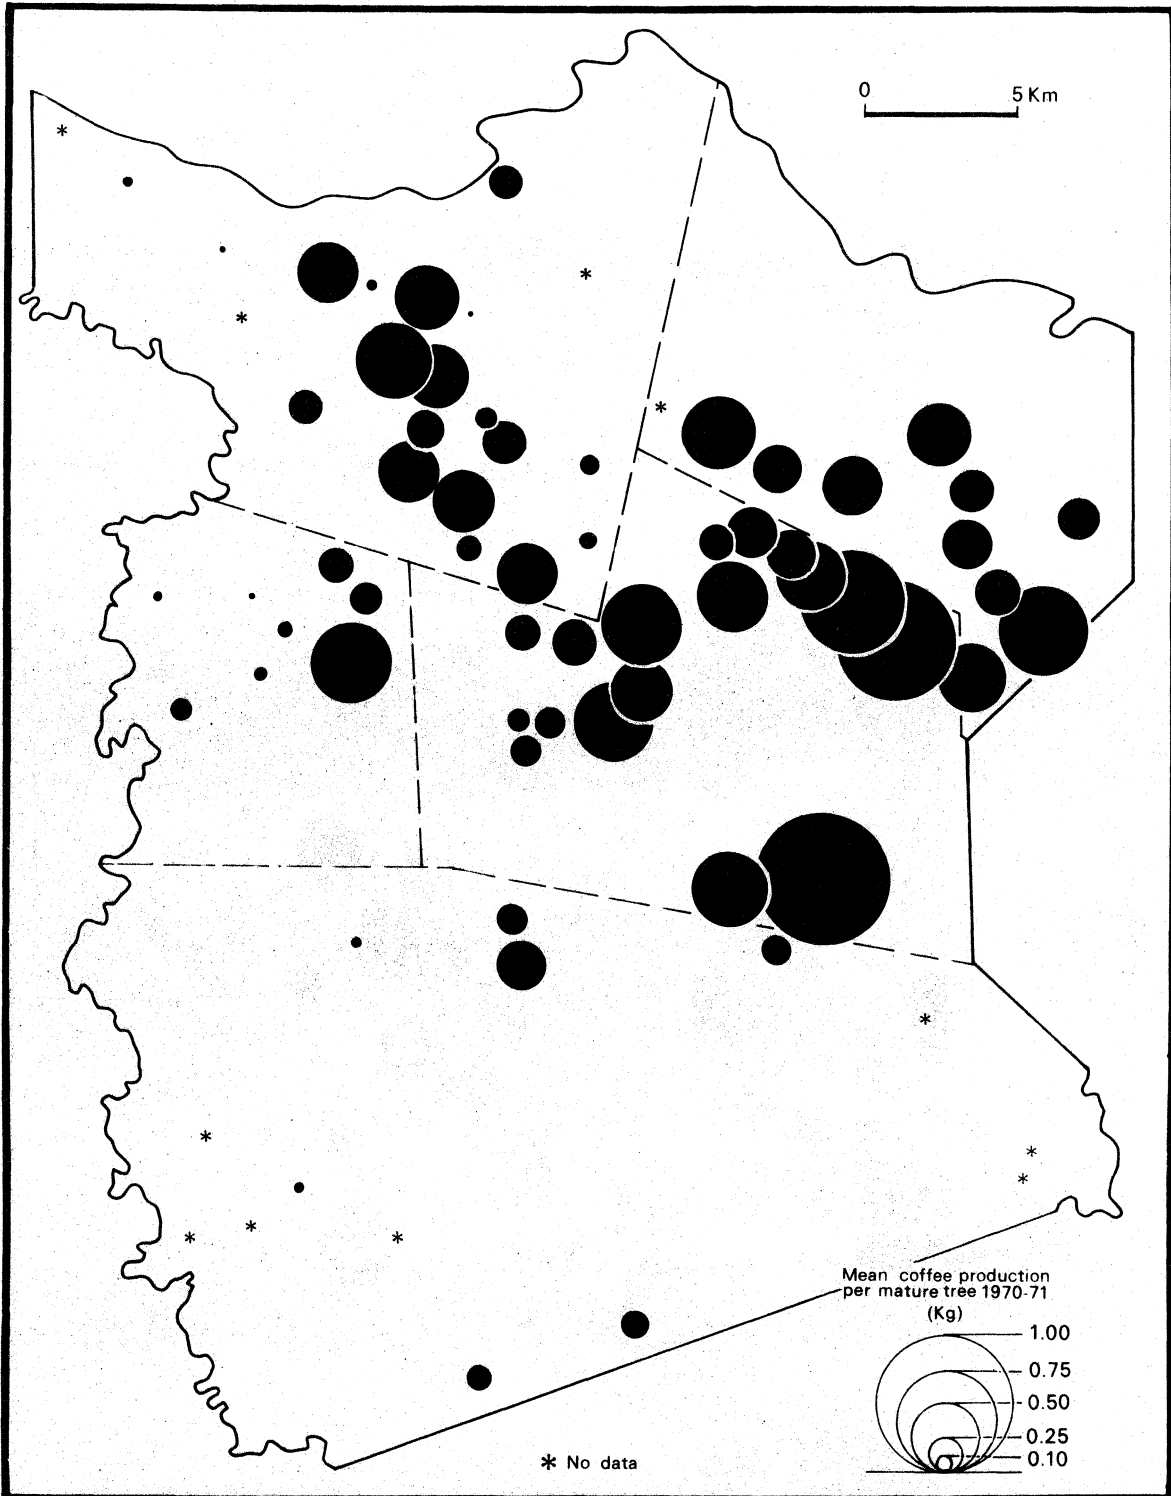 0 5 Km
Mean coffee production
per mature tree 1970-71
(Kg)
1.00
0.75
0.50
0.25
0.10
* No data